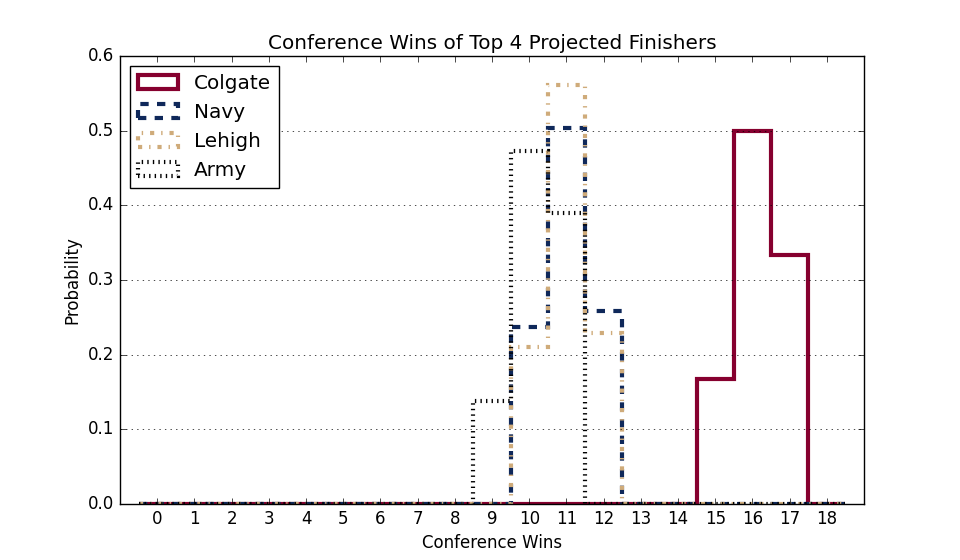 Conference Wins of Top 4 Projected Finishers
0.6
0.5
0.4
0.3
0.2
0.1
0.0
Probability
Colgate
Navy
Lehigh
Army
0 1 2 3 4 5 6 7 8 9 10 11 12 13 14 15 16 17 18
Conference Wins